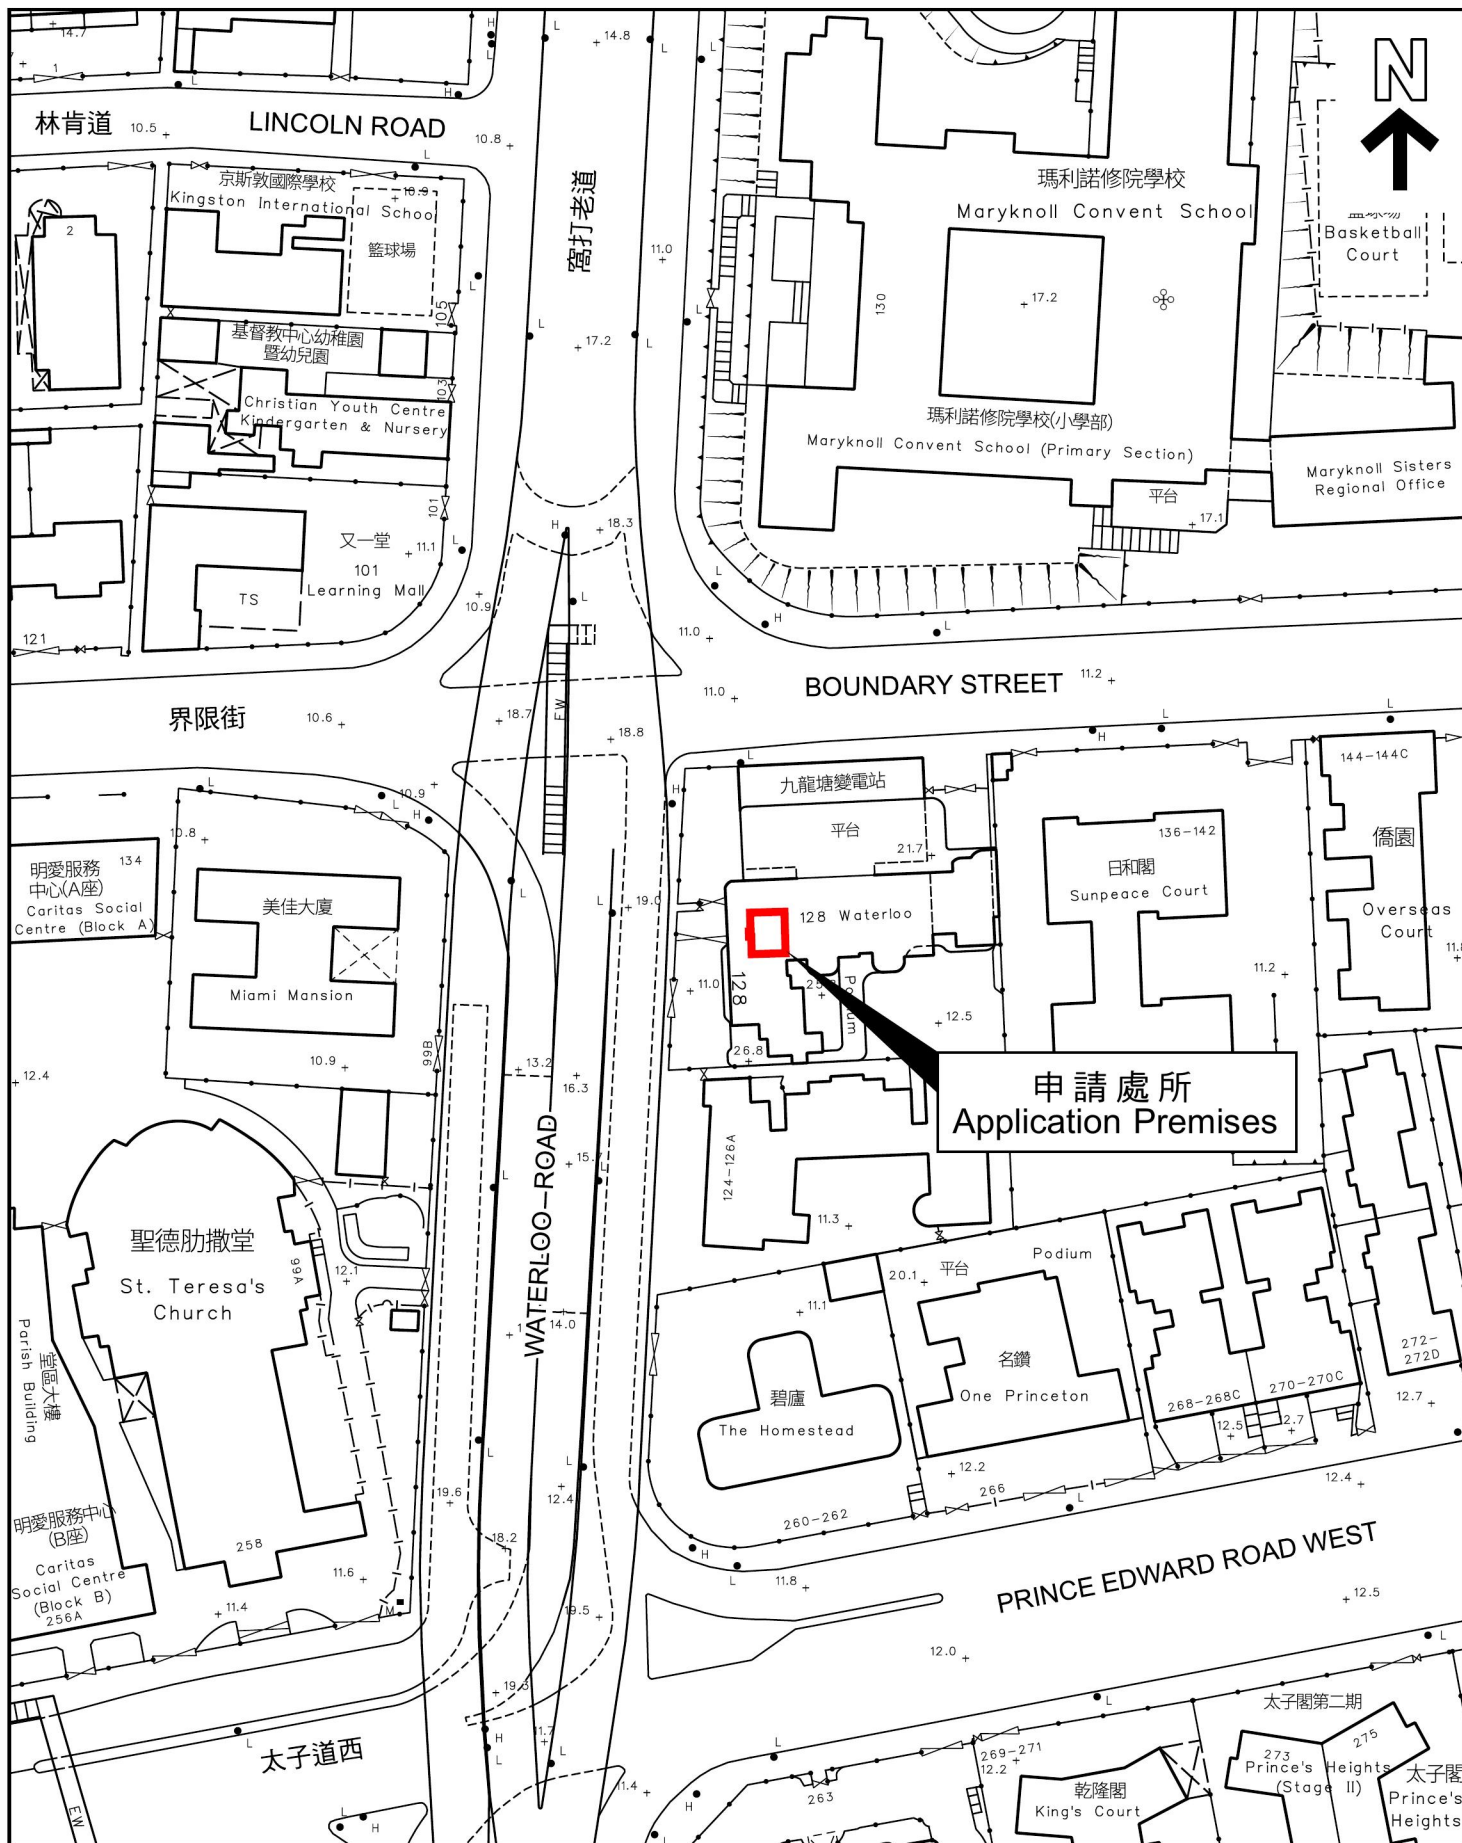 14.7
1
H
L
14.8
L
L
N
L
H
林肯道
10.5
LINCOLN ROAD
10.8
L
京斯敦國際學校
10.9
Kingston International School
籃球場
2
窩打老道
11.0
L
瑪利諾修院學校
Maryknoll Convent School
Basketball
Court
17.2
130
105
基督教中心幼稚園
暨幼兒園
L
17.2
L
L
103
Christian Youth Centre
Kindergarten & Nursery
瑪利諾修院學校(小學部)
Maryknoll Convent School (Primary Section)
Maryknoll Sisters
Regional Office
平台
17.1
101
又一堂
11.1
101
Learning Mall
TS
L
H
18.3
L
10.9
L
L
121
11.0
H
L
界限街
10.6
18.7
EW
18.8
11.0
BOUNDARY STREET
11.2
L
L
H
L
144-144C
L
10.9
L
H
H
九龍塘變電站
平台
21.7
136-142
日和閣
Sunpeace Court
僑園
Overseas
Court
10.8
明愛服務
中心(A座)
134
Caritas Social
Centre (Block A)
美佳大廈
Miami Mansion
L
L
19.0
128 Waterloo
128
11.0
Podium
12.5
11.2
26.8
12.4
10.9
99B
13.2
16.3
申請處所
Application Premises
124-126A
WATERLOO ROAD
L
L
11.3
聖德肋撒堂
St. Teresa's
Church
99A
12.1
14.0
堂區大樓
Parish Building
20.1
平台
Podium
11.1
碧廬
The Homestead
名鑽
One Princeton
268-268C
270-270C
272-
272D
12.7
12.5
L
L
19.6
12.4
12.2
266
260-262
L
12.4
明愛服務中心
(B座)
Caritas
Social Centre
(Block B)
256A
258
11.6
11.4
M
18.2
19.5
H
L
11.8
PRINCE EDWARD ROAD WEST
12.5
12.0
L
太子道西
L
EW
L
H
H
L
L
11.4
L
L
H
L
263
269-271
12.2
乾隆閣
King's Court
太子閣第二期
273
275
Prince's Heights
(Stage II)
太子閣
Prince's
Heights